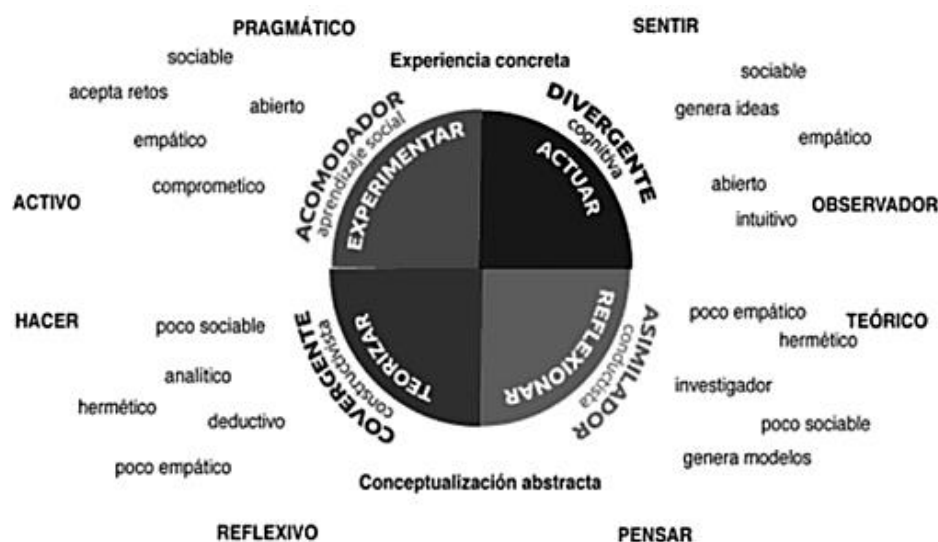 PRAGMÁTICO
sociable
acepta retos
abierto
empático
comprometico
ACTIVO
Experiencia concreta
SENTIR
sociable
genera ideas
empático
abierto
intuitivo
OBSERVADOR
ACOMODADOR
aprendizaje social
EXPERIMENTAR
DIVERGENTE
cognitiva
ACTUAR
HACER
poco sociable
analítico
hermético
deductivo
poco empático
REFLEXIVO
COVERGENTE
constructivista
TEORIZAR
REFLEXIONAR
ASIMILADOR
conductista
poco empático
TEÓRICO
hermético
investigador
poco sociable
genera modelos
Conceptualización abstracta
PENSAR